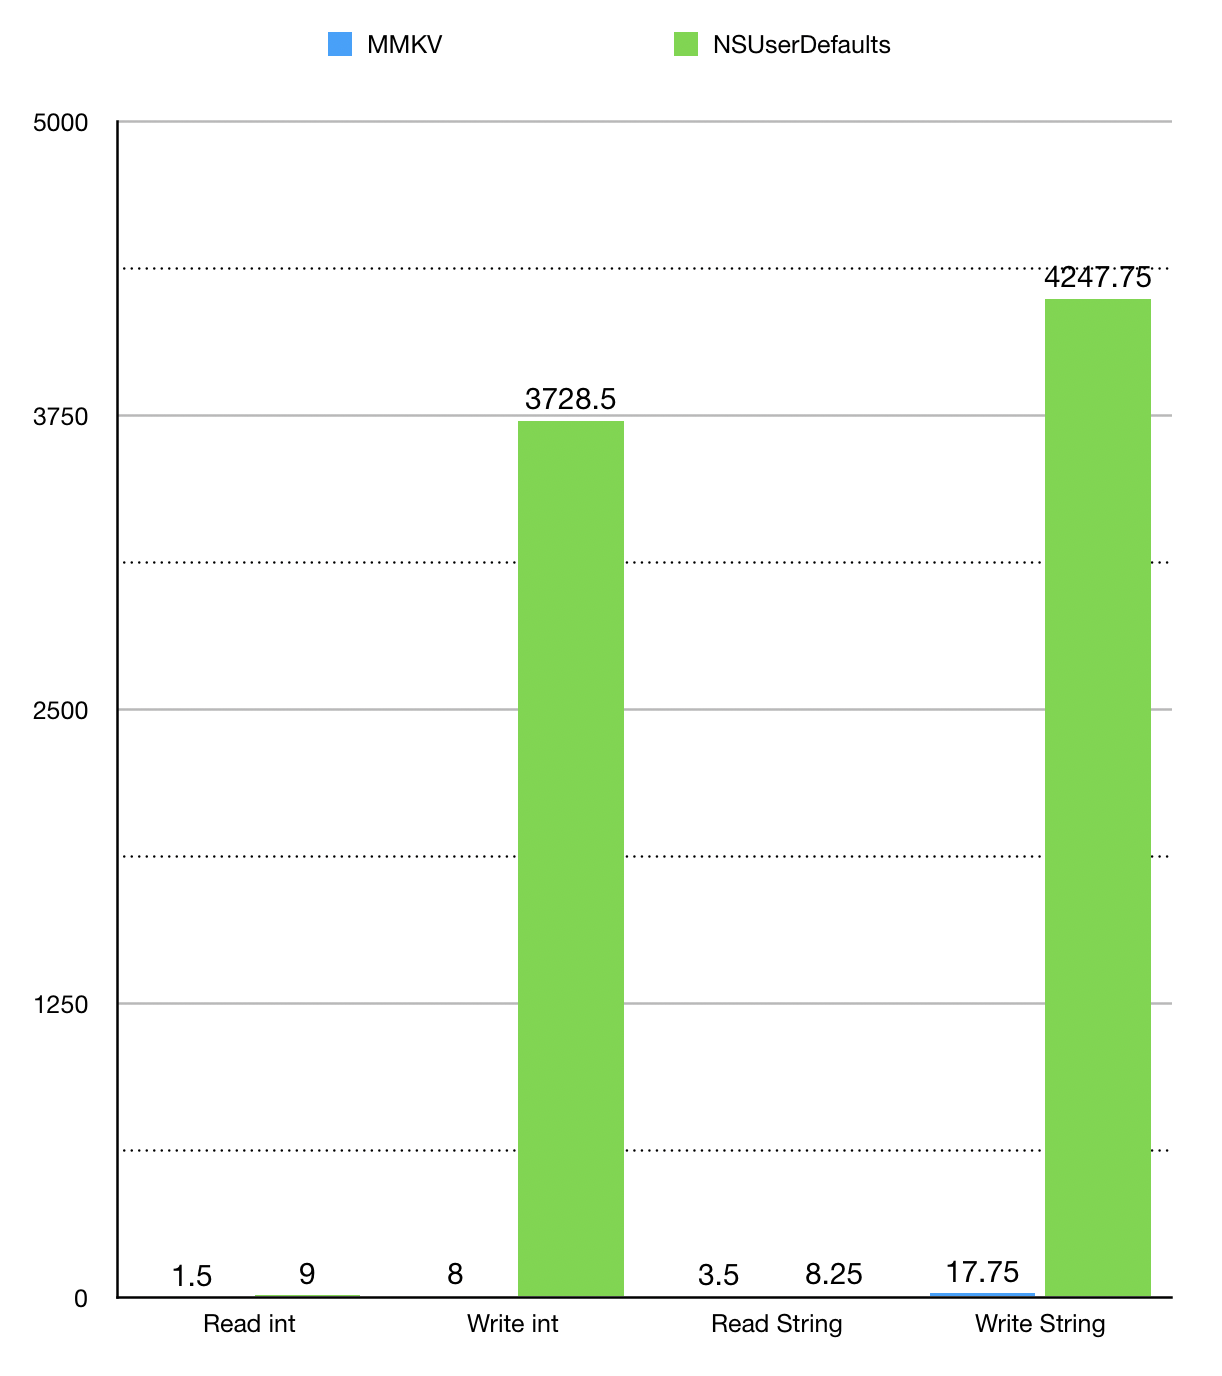 MMKV NSUserDefaults
5000
4247.75
3728.5
3750
2500
1250
1.5 9 8 3.5 8.25 17.75
0
Read int Write int Read String Write String